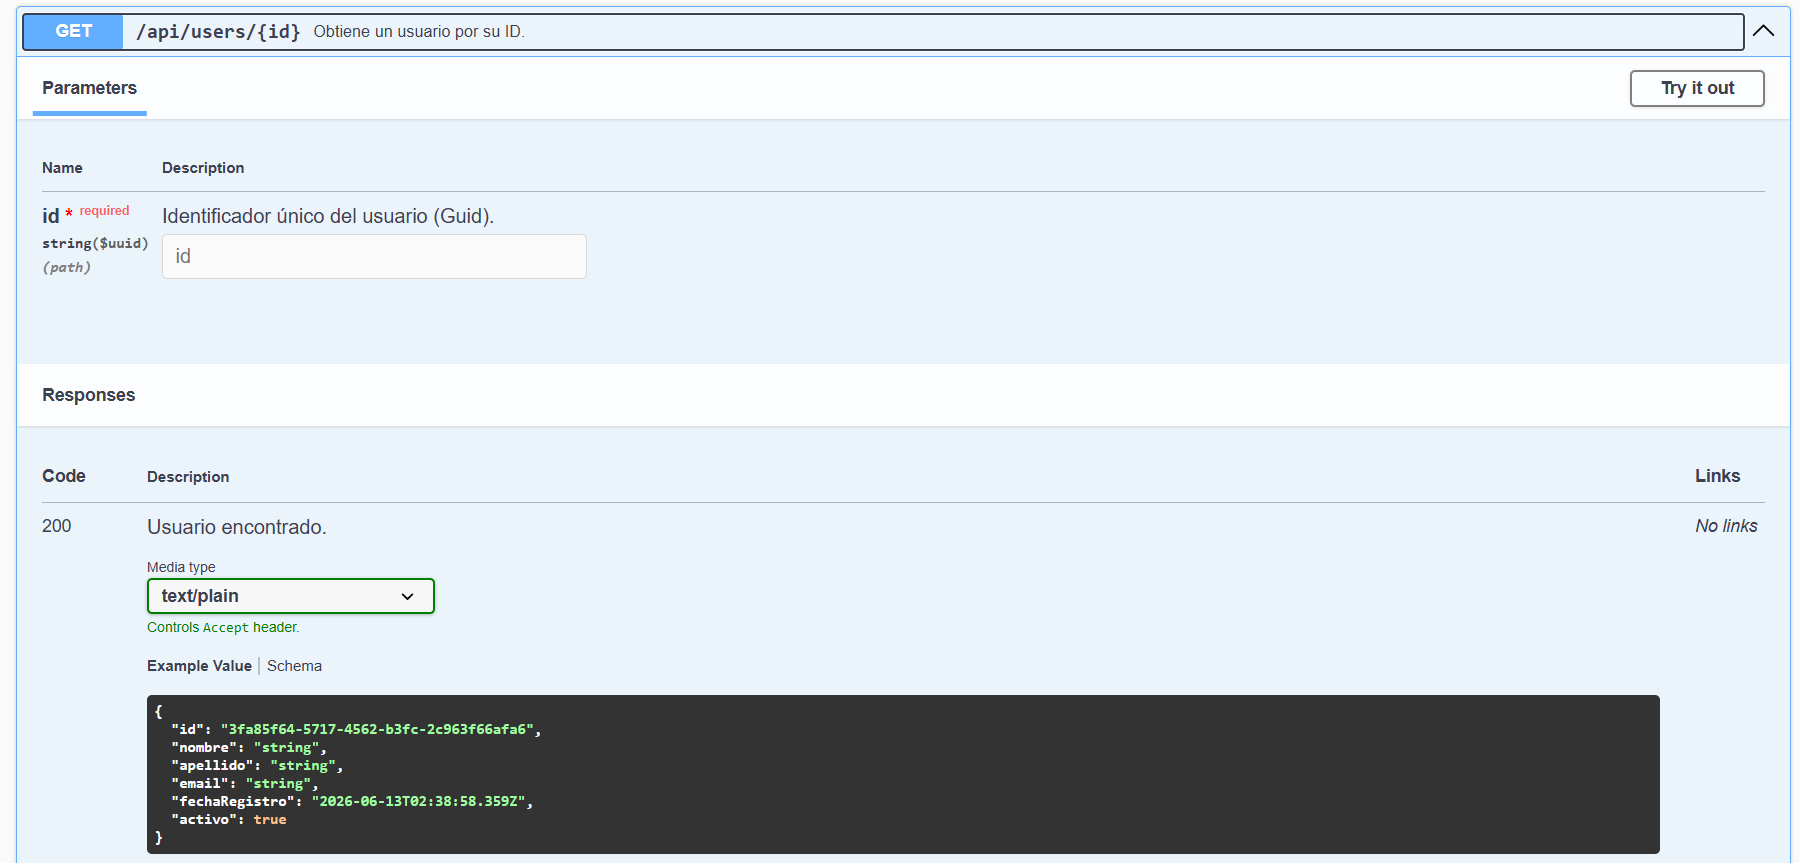 GET /api/users/{id} Obtiene un usuario por su ID.
Parameters
Try it out
Name Description
id * required
string($uuid)
(path)
Identificador único del usuario (Guid).
id
Responses
Code Description Links
200 Usuario encontrado. No links
Media type
text/plain
Controls Accept header.
Example Value Schema
{
  "id": "3fa85f64-5717-4562-b3fc-2c963f66afa6",
  "nombre": "string",
  "apellido": "string",
  "email": "string",
  "fechaRegistro": "2026-06-13T02:38:58.359Z",
  "activo": true
}